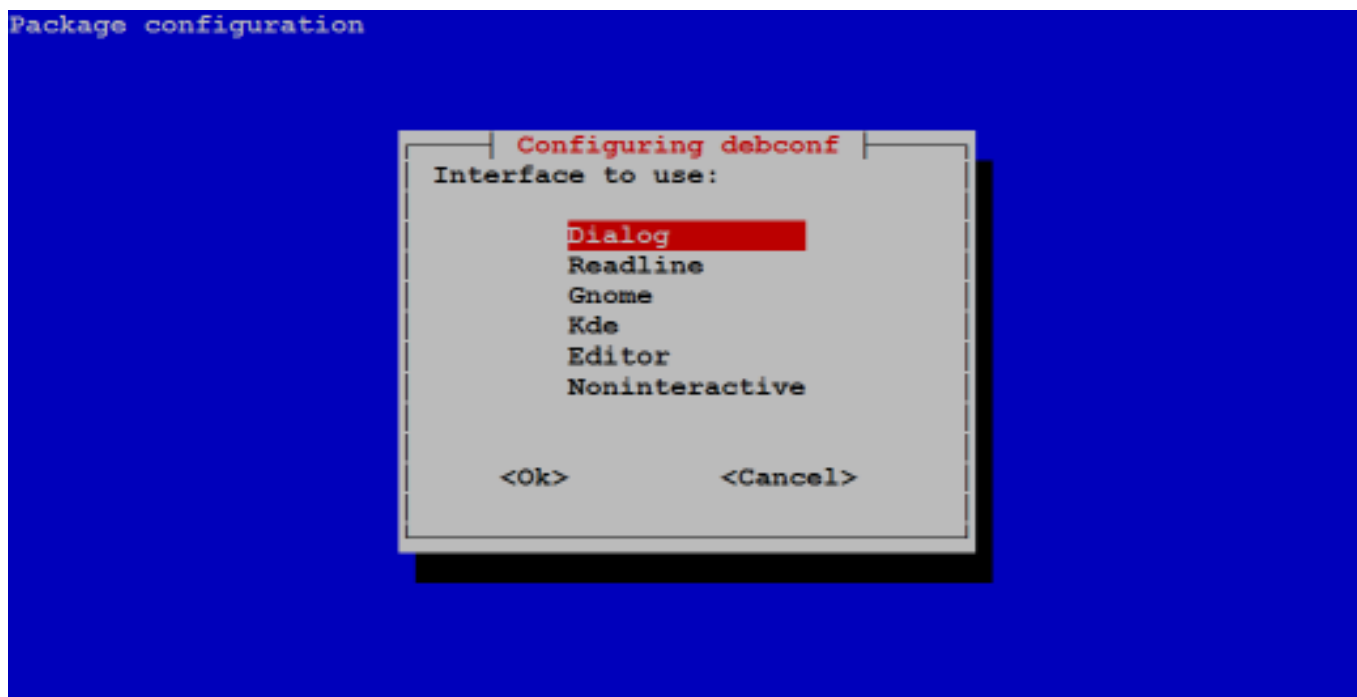 Package configuration
Configuring debconf
Interface to use:
Dialog
Readline
Gnome
Kde
Editor
Noninteractive
<Ok> <Cancel>